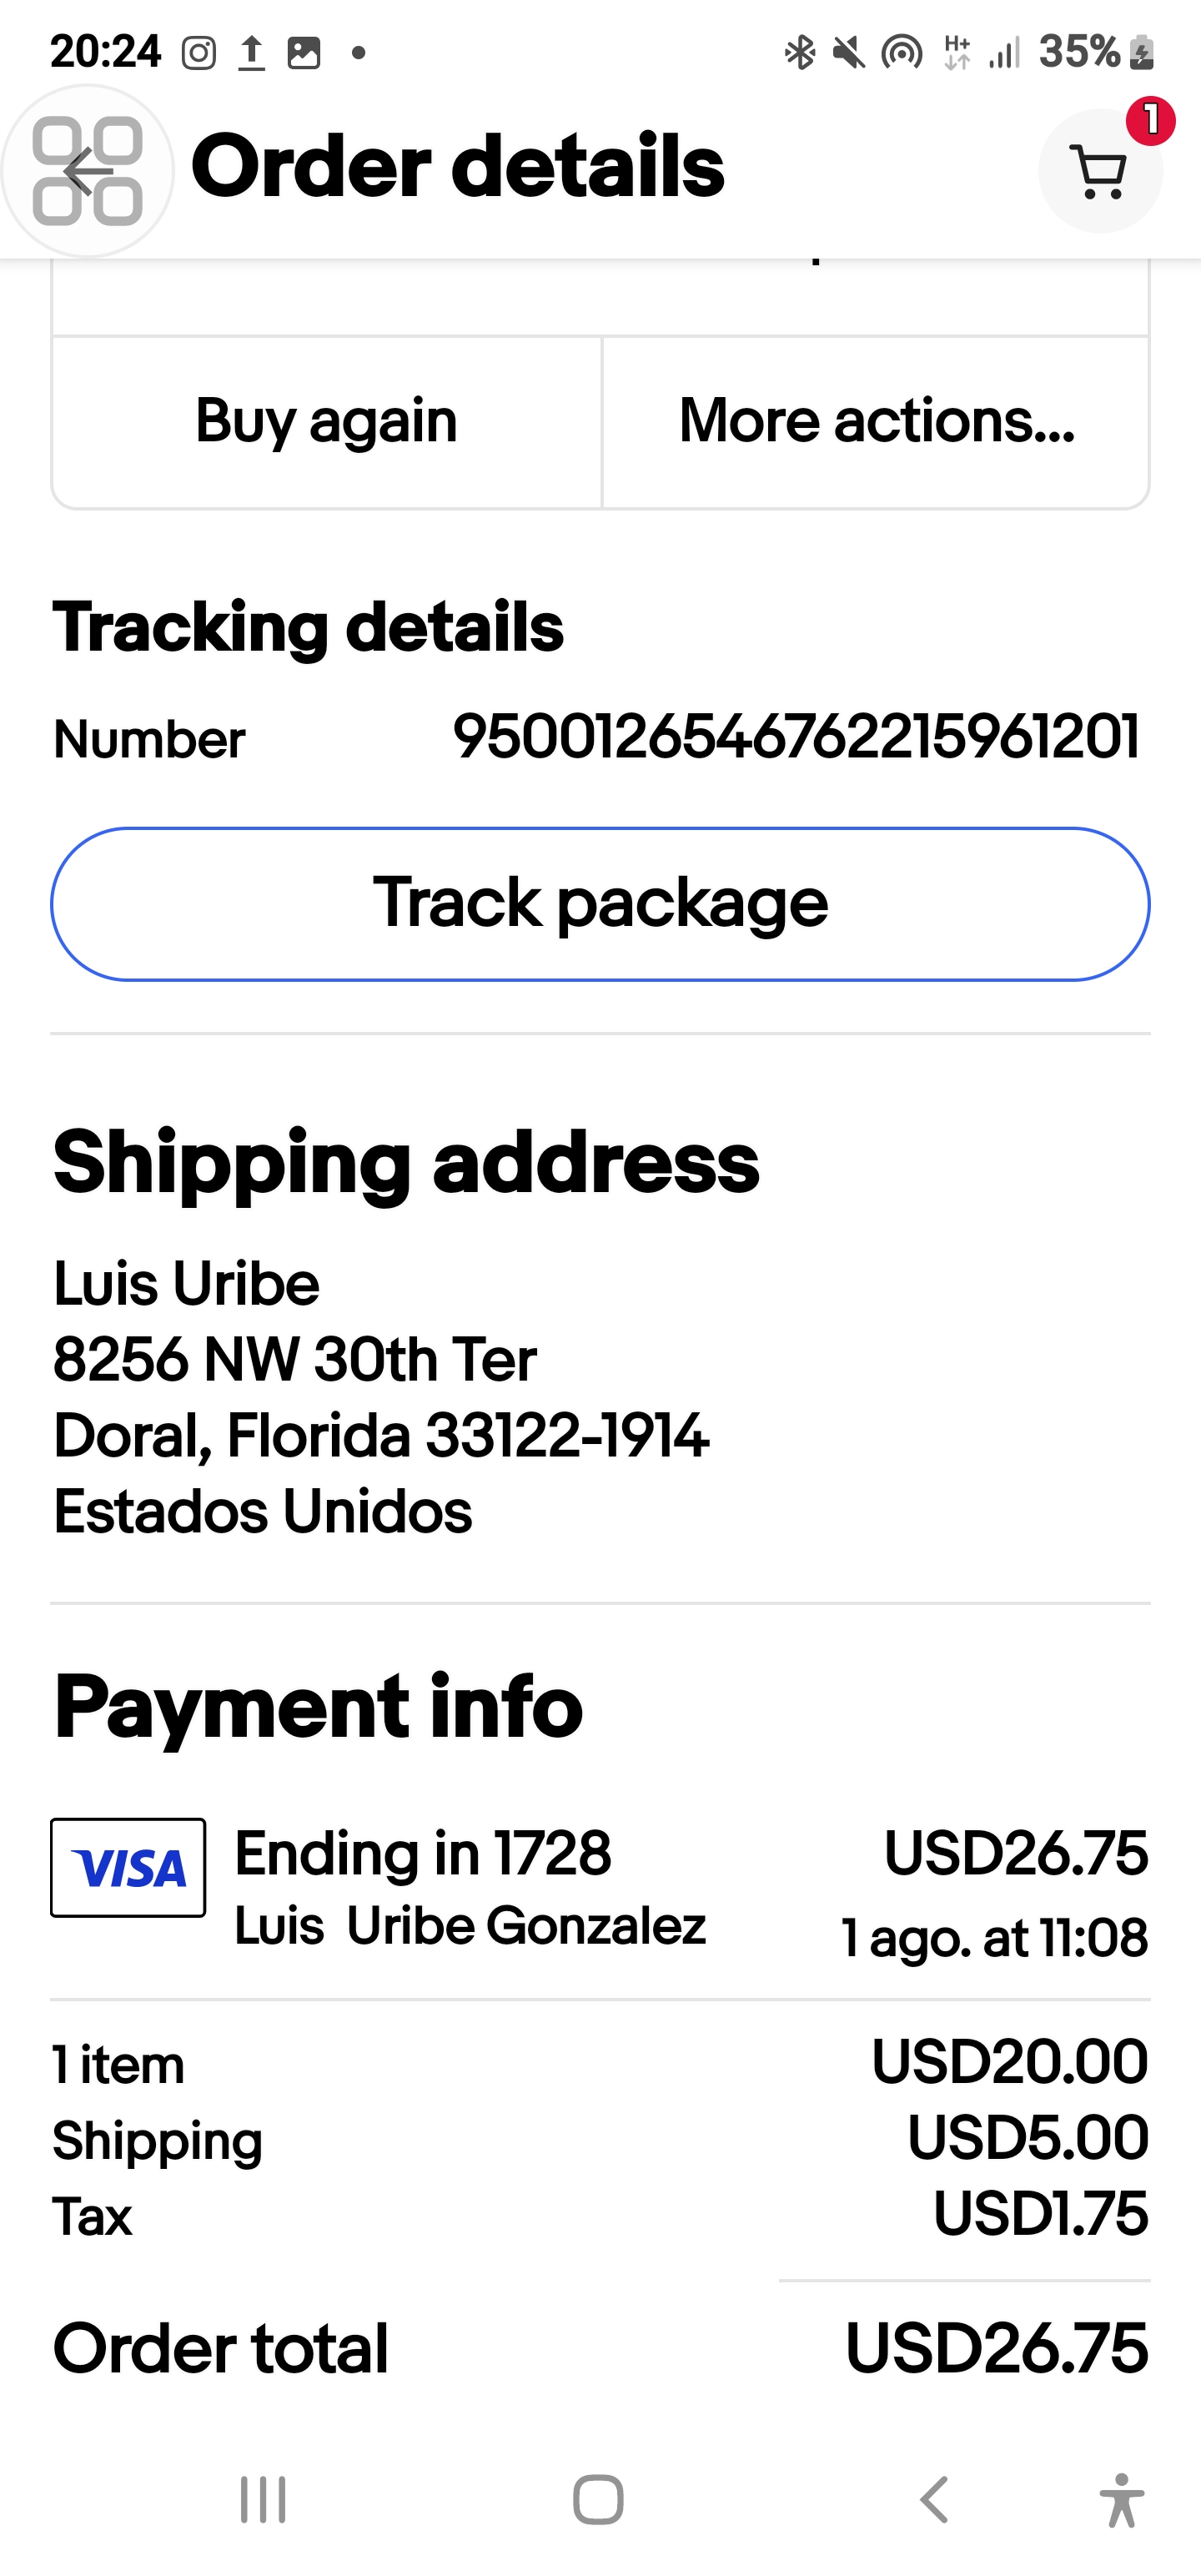 20:24 H+ 35%
Order details 1
Buy again More actions...
Tracking details
Number 9500126546762215961201
Track package
Shipping address
Luis Uribe
8256 NW 30th Ter
Doral, Florida 33122-1914
Estados Unidos
Payment info
VISA Ending in 1728 USD26.75
Luis Uribe Gonzalez 1 ago. at 11:08
1 item USD20.00
Shipping USD5.00
Tax USD1.75
Order total USD26.75